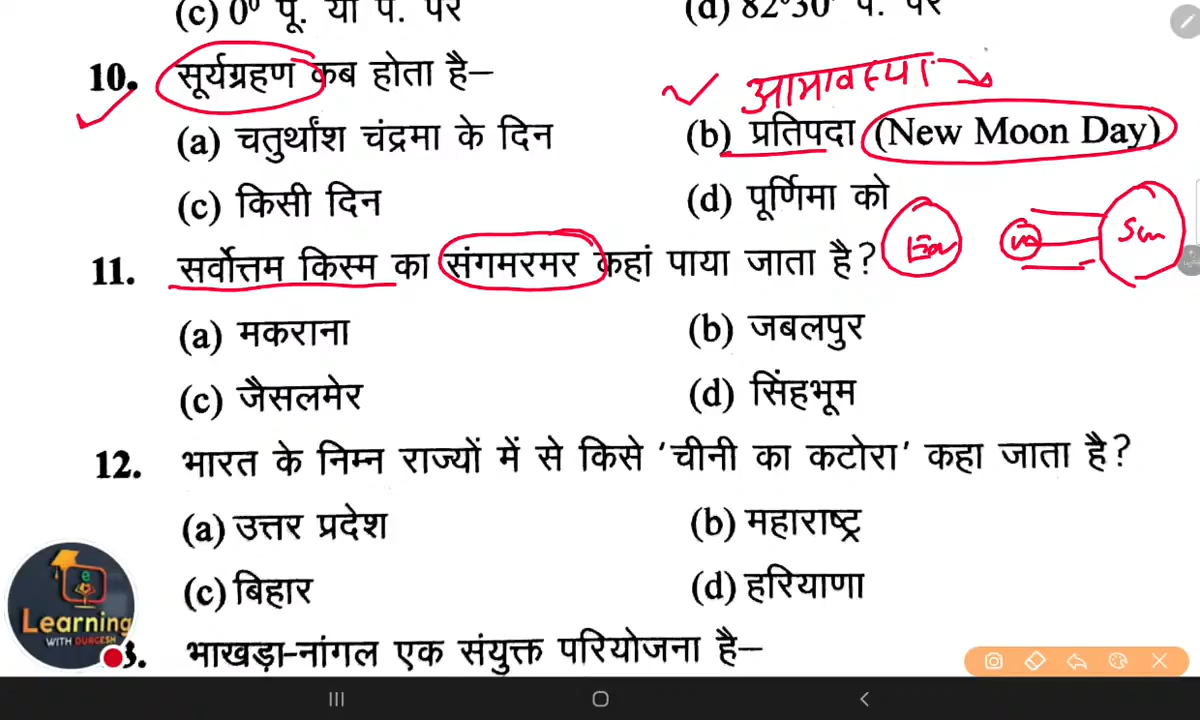 (c) 0° पू. या प. पर (d) 82°30' प. पर
10. सूर्यग्रहण कब होता है–
आमावस्या
(a) चतुर्थांश चंद्रमा के दिन (b) प्रतिपदा (New Moon Day)
(c) किसी दिन (d) पूर्णिमा को
Sun
11. सर्वोत्तम किस्म का संगमरमर कहां पाया जाता है?
(a) मकराना (b) जबलपुर
(c) जैसलमेर (d) सिंहभूम
12. भारत के निम्न राज्यों में से किसे 'चीनी का कटोरा' कहा जाता है?
(a) उत्तर प्रदेश (b) महाराष्ट्र
(c) बिहार (d) हरियाणा
e
Learning
WITH DURGESH
3. भाखड़ा-नांगल एक संयुक्त परियोजना है–